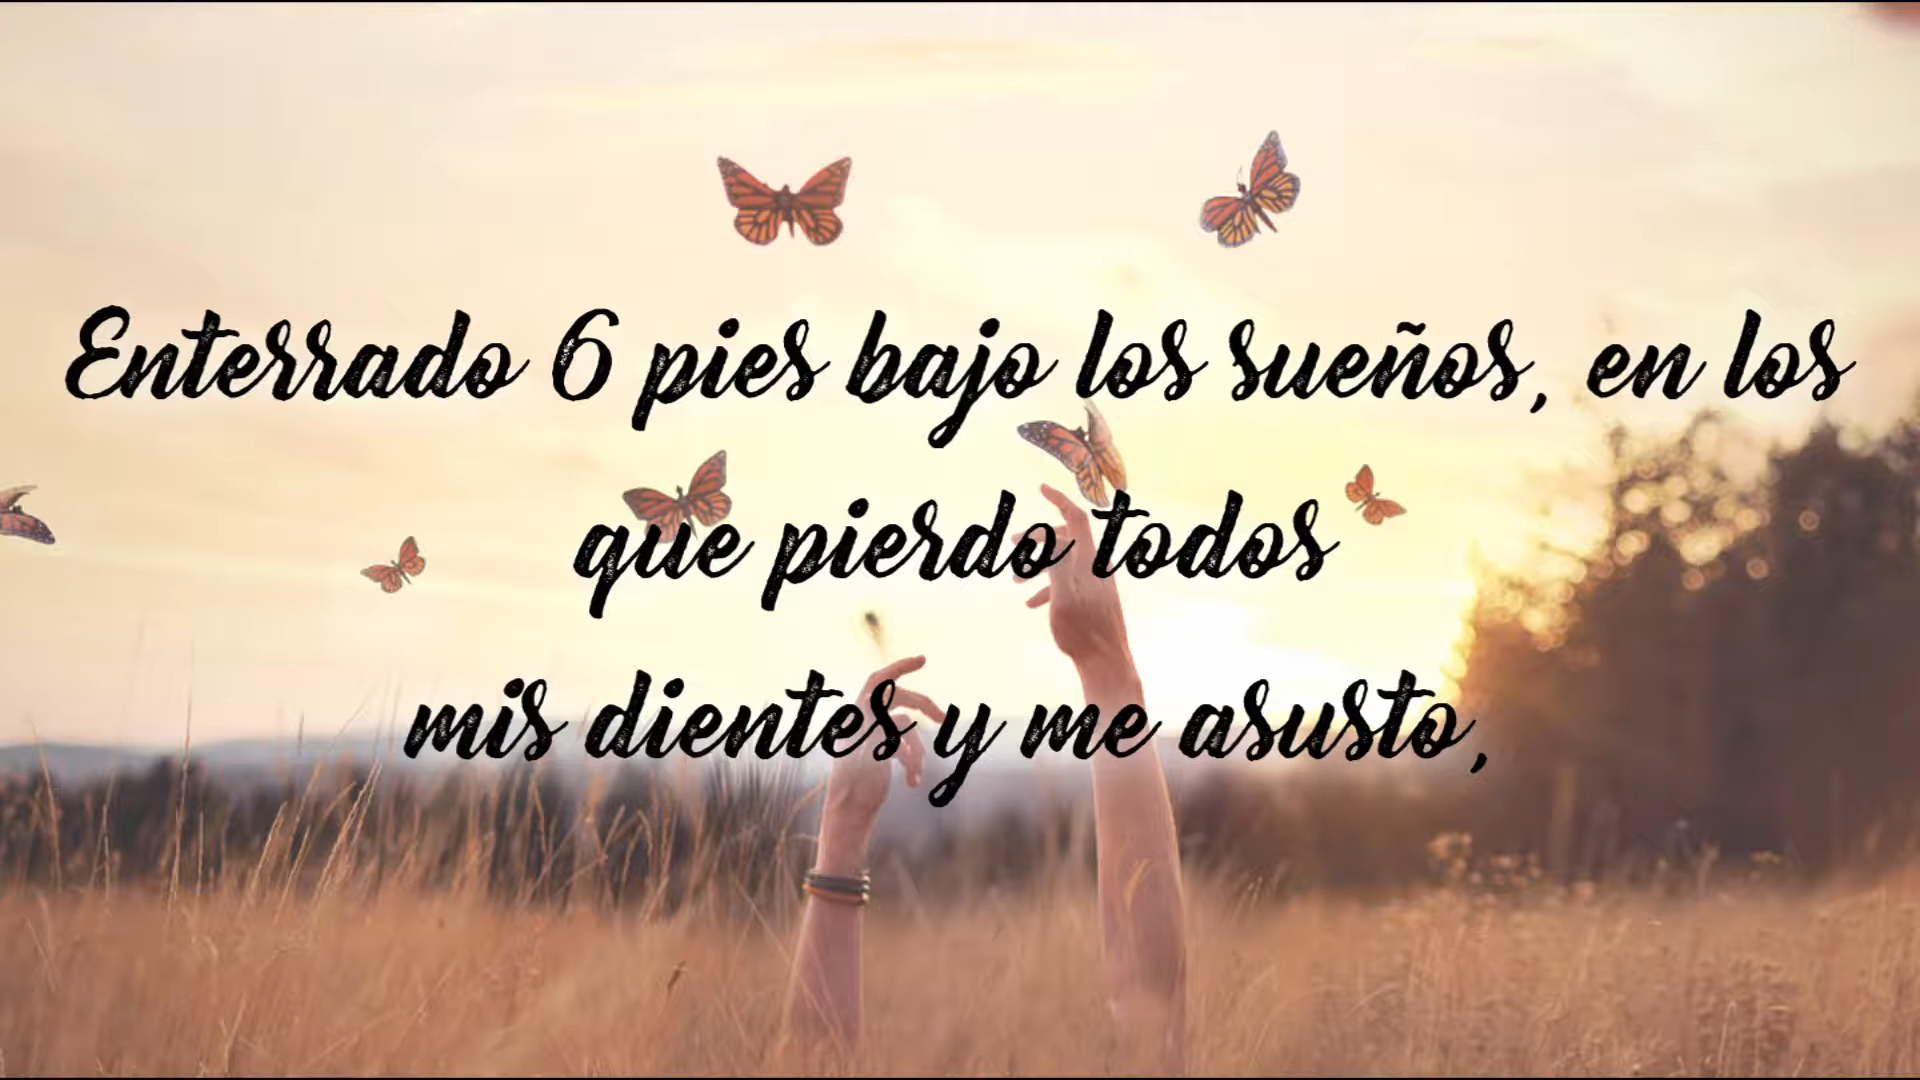 Enterrado 6 pies bajo los sueños, en los
que pierdo todos
mis dientes y me asusto,